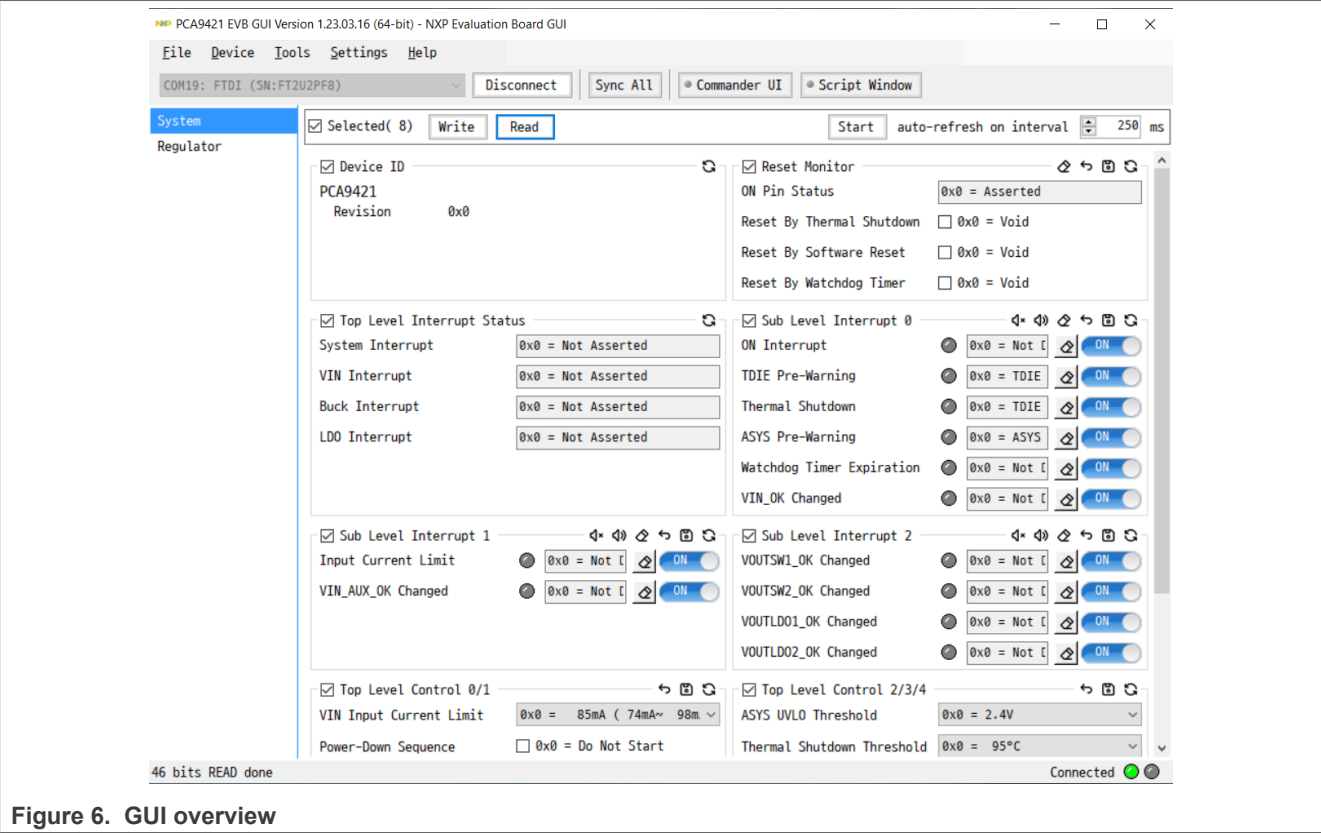 NXP PCA9421 EVB GUI Version 1.23.03.16 (64-bit) - NXP Evaluation Board GUI
File Device Tools Settings Help
COM19: FTDI (SN:FT2U2PF8) Disconnect Sync All Commander UI Script Window
System
Regulator
Selected( 8) Write Read Start auto-refresh on interval 250 ms
Device ID
PCA9421
Revision 0x0
Reset Monitor
ON Pin Status 0x0 = Asserted
Reset By Thermal Shutdown 0x0 = Void
Reset By Software Reset 0x0 = Void
Reset By Watchdog Timer 0x0 = Void
Top Level Interrupt Status
System Interrupt 0x0 = Not Asserted
VIN Interrupt 0x0 = Not Asserted
Buck Interrupt 0x0 = Not Asserted
LDO Interrupt 0x0 = Not Asserted
Sub Level Interrupt 0
ON Interrupt 0x0 = Not ON
TDIE Pre-Warning 0x0 = TDIE ON
Thermal Shutdown 0x0 = TDIE ON
ASYS Pre-Warning 0x0 = ASYS ON
Watchdog Timer Expiration 0x0 = Not ON
VIN_OK Changed 0x0 = Not ON
Sub Level Interrupt 1
Input Current Limit 0x0 = Not ON
VIN_AUX_OK Changed 0x0 = Not ON
Sub Level Interrupt 2
VOUTSW1_OK Changed 0x0 = Not ON
VOUTSW2_OK Changed 0x0 = Not ON
VOUTLDO1_OK Changed 0x0 = Not ON
VOUTLDO2_OK Changed 0x0 = Not ON
Top Level Control 0/1
VIN Input Current Limit 0x0 = 85mA ( 74mA~ 98m
Power-Down Sequence 0x0 = Do Not Start
Top Level Control 2/3/4
ASYS UVLO Threshold 0x0 = 2.4V
Thermal Shutdown Threshold 0x0 = 95°C
46 bits READ done Connected
Figure 6. GUI overview